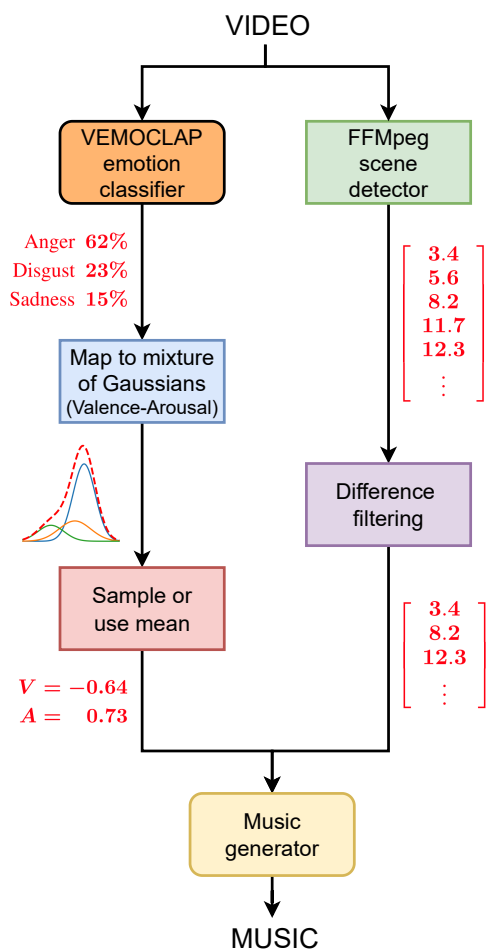 VIDEO
VEMOCLAP
emotion
classifier
FFMpeg
scene
detector
Anger 62%
Disgust 23%
Sadness 15%
3.4
5.6
8.2
11.7
12.3
⋮
Map to mixture
of Gaussians
(Valence-Arousal)
Difference
filtering
Sample or
use mean
3.4
8.2
12.3
⋮
V = −0.64
A = 0.73
Music
generator
MUSIC